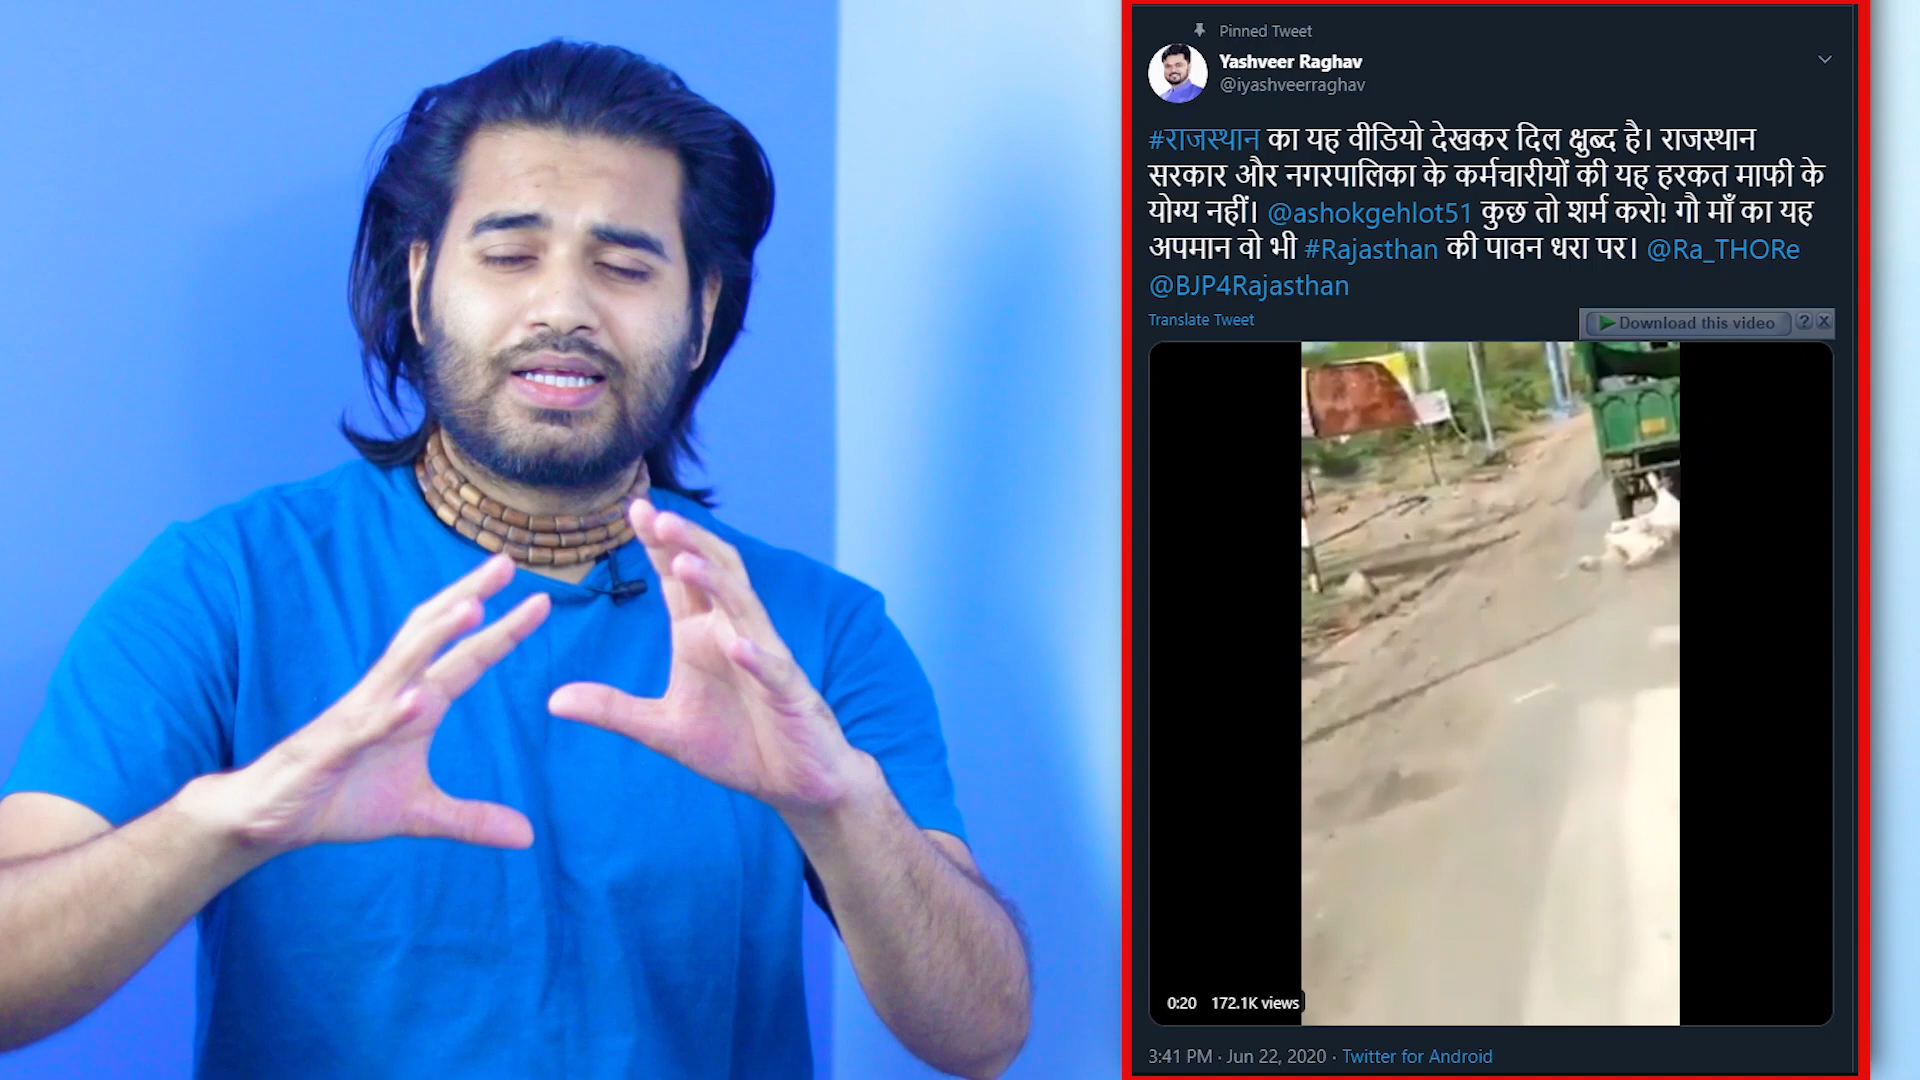 Pinned Tweet
Yashveer Raghav
@iyashveerraghav
#राजस्थान का यह वीडियो देखकर दिल क्षुब्द है। राजस्थान
सरकार और नगरपालिका के कर्मचारीयों की यह हरकत माफी के
योग्य नहीं। @ashokgehlot51 कुछ तो शर्म करो! गौ माँ का यह
अपमान वो भी #Rajasthan की पावन धरा पर। @Ra_THORe
@BJP4Rajasthan
Translate Tweet
Download this video ? X
0:20 172.1K views
3:41 PM · Jun 22, 2020 · Twitter for Android